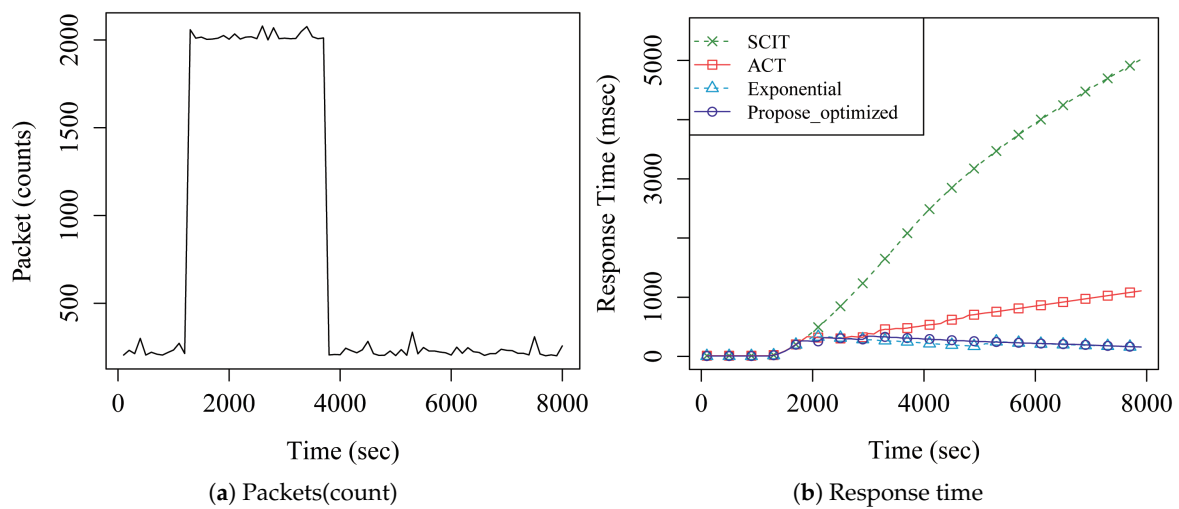 2000
1500
1000
500
Packet (counts)
0 2000 4000 6000 8000
Time (sec)
(a) Packets(count)
SCIT
ACT
Exponential
Propose_optimized
5000
3000
1000
0
Response Time (msec)
0 2000 4000 6000 8000
Time (sec)
(b) Response time